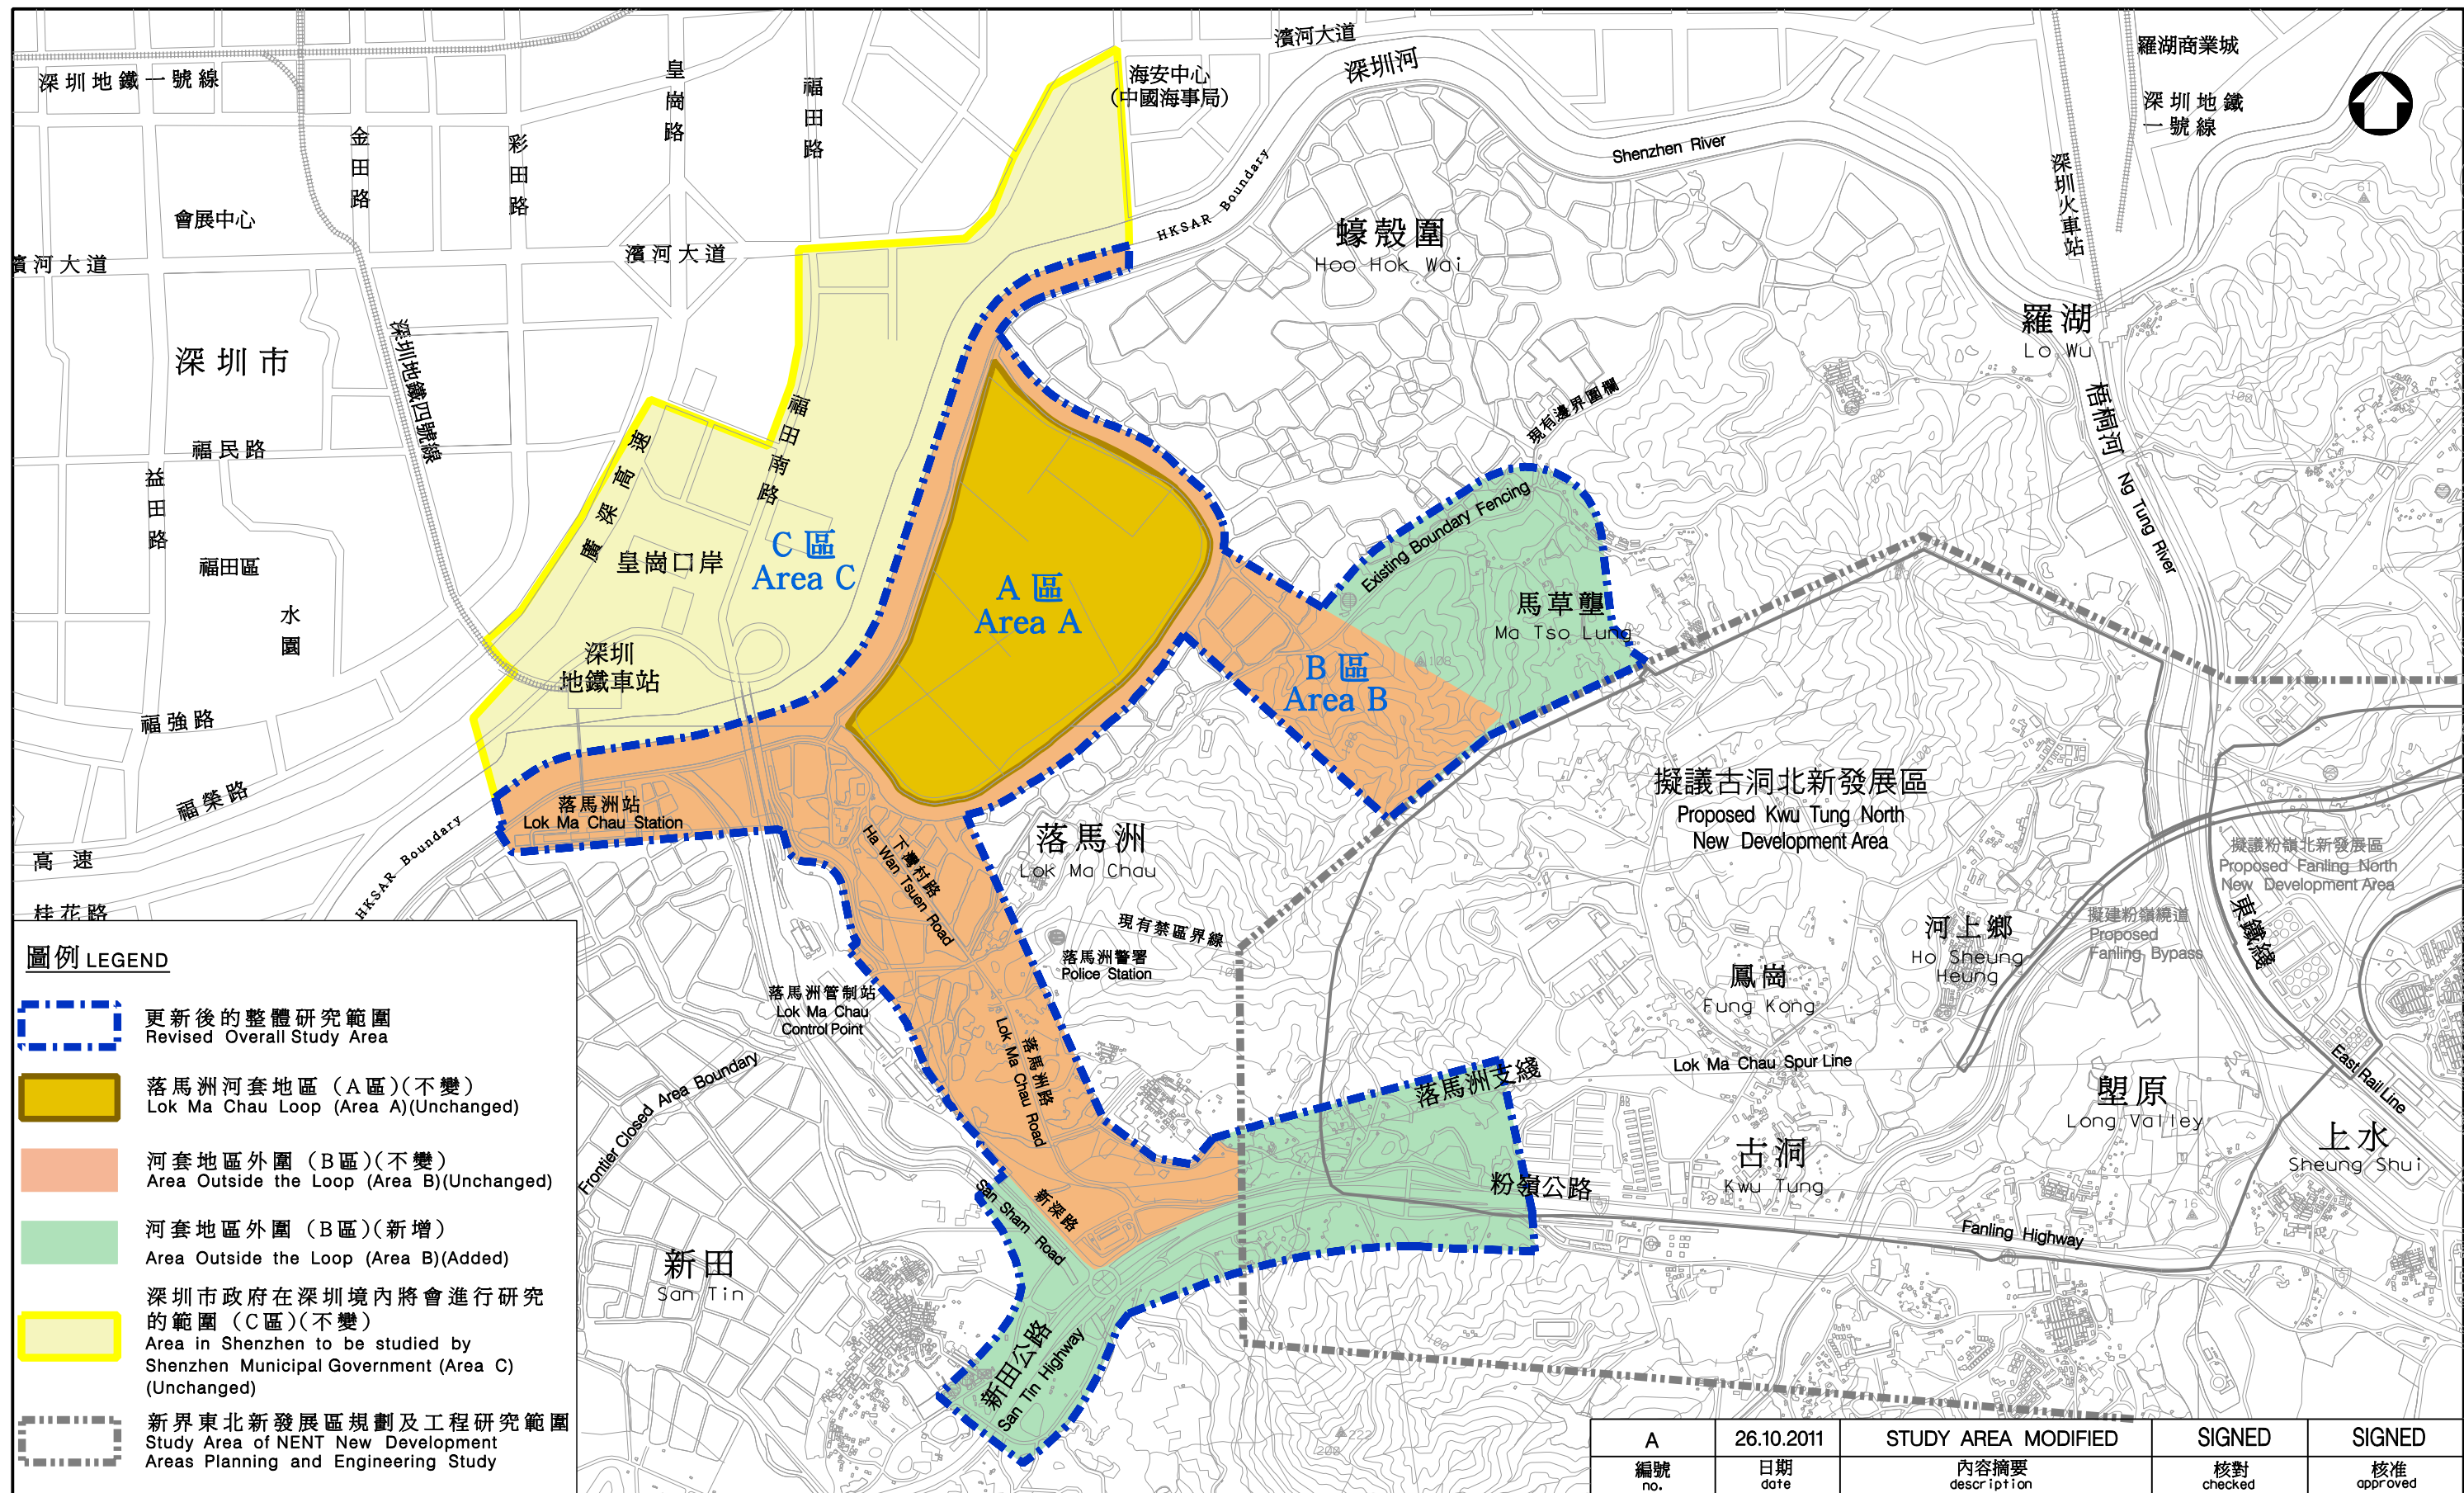 深圳地鐵一號線
皇崗路
福田路
濱河大道
海安中心
(中國海事局)
深圳河
羅湖商業城
深圳地鐵
一號線
金田路
彩田路
Shenzhen River
深圳火車站
61
會展中心
濱河大道
濱河大道
HKSAR Boundary
蠔殼圍
Hoo Hok Wai
羅湖
Lo Wu
深圳市
深圳地鐵四號線
梧桐河
Ng Tung River
福民路
益田路
廣深高速
福田南路
現有邊界圍欄
Existing Boundary Fencing
100
100
福田區
水園
皇崗口岸
C 區
Area C
A 區
Area A
馬草壟
Ma Tso Lung
深圳
地鐵車站
B 區
Area B
108
100
福強路
福榮路
高速
桂花路
落馬洲站
Lok Ma Chau Station
HKSAR Boundary
下灣村路
Ha Wan Tsuen Road
落馬洲
Lok Ma Chau
擬議古洞北新發展區
Proposed Kwu Tung North
New Development Area
擬議粉嶺北新發展區
Proposed Fanling North
New Development Area
擬建粉嶺繞道
Proposed
Fanling Bypass
東鐵綫
East Rail Line
現有禁區界線
落馬洲警署
Police Station
落馬洲管制站
Lok Ma Chau
Control Point
河上鄉
Ho Sheung
Heung
鳳崗
Fung Kong
落馬洲路
Lok Ma Chau Road
Frontier Closed Area Boundary
落馬洲支綫
Lok Ma Chau Spur Line
塱原
Long Valley
上水
Sheung Shui
古洞
Kwu Tung
粉嶺公路
Fanling Highway
16
新深路
San Sham Road
新田
San Tin
新田公路
San Tin Highway
100
222
200
圖例 LEGEND
更新後的整體研究範圍
Revised Overall Study Area
落馬洲河套地區 (A區)(不變)
Lok Ma Chau Loop (Area A)(Unchanged)
河套地區外圍 (B區)(不變)
Area Outside the Loop (Area B)(Unchanged)
河套地區外圍 (B區)(新增)
Area Outside the Loop (Area B)(Added)
深圳市政府在深圳境內將會進行研究
的範圍 (C區)(不變)
Area in Shenzhen to be studied by
Shenzhen Municipal Government (Area C)
(Unchanged)
新界東北新發展區規劃及工程研究範圍
Study Area of NENT New Development
Areas Planning and Engineering Study
A 26.10.2011 STUDY AREA MODIFIED SIGNED SIGNED
編號 日期 內容摘要 核對 核准
no. date description checked approved